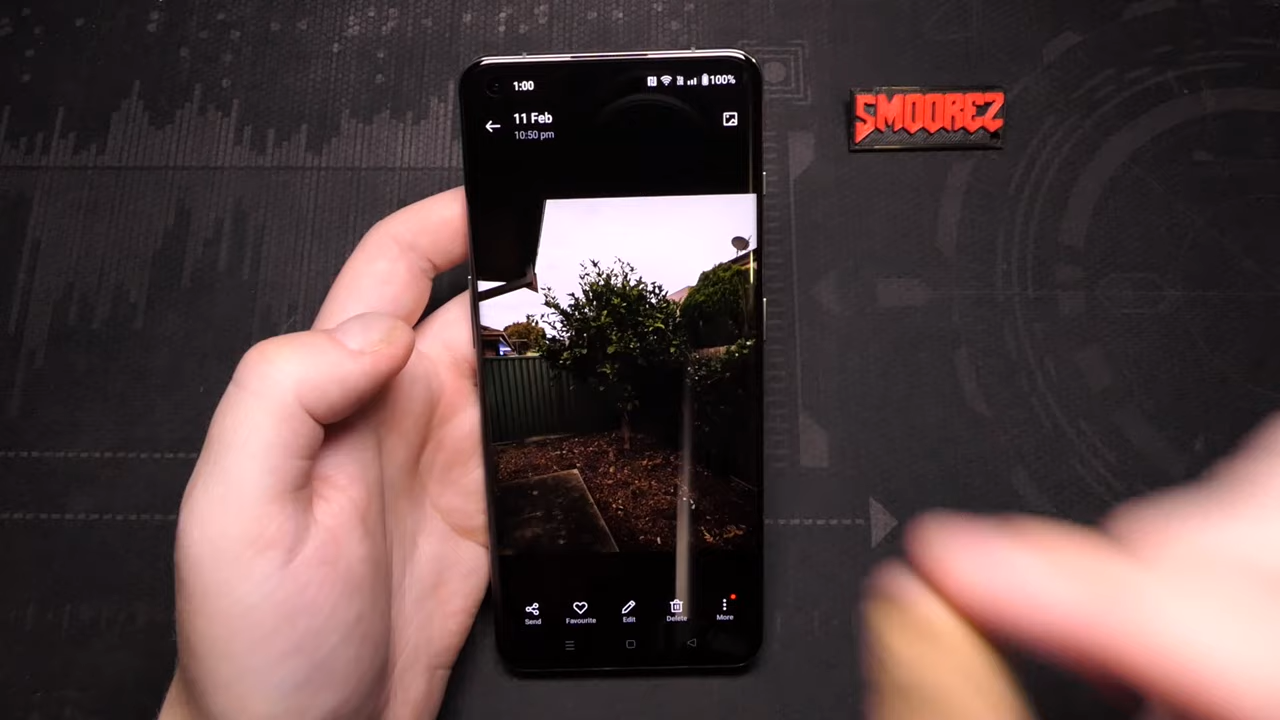 1:00
100%
11 Feb
10:50 pm
SMOOREZ
Send
Favourite
Edit
Delete
More